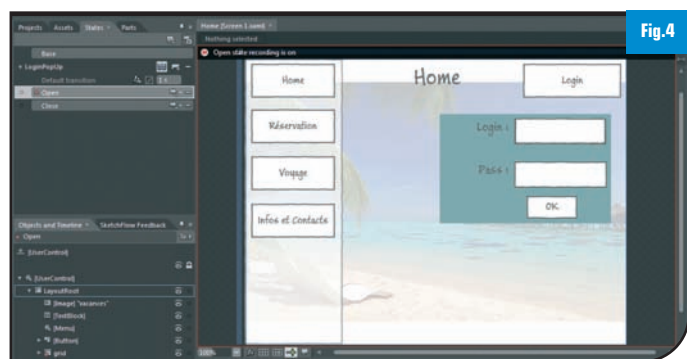 Fig.4
Projects Assets States × Parts
Home (Screen 1.xaml) ×
Nothing selected
Open state recording is on
Base
LoginPopUp
Default transition
Open
Close
Home
Home
Login
Réservation
Login :
Voyage
Pass :
OK
Infos et Contacts
Objects and Timeline × SketchFlow Feedback
Open
[UserControl]
[UserControl]
LayoutRoot
[Image] "vacances"
[TextBlock]
[Menu]
[Button]
grid
100%